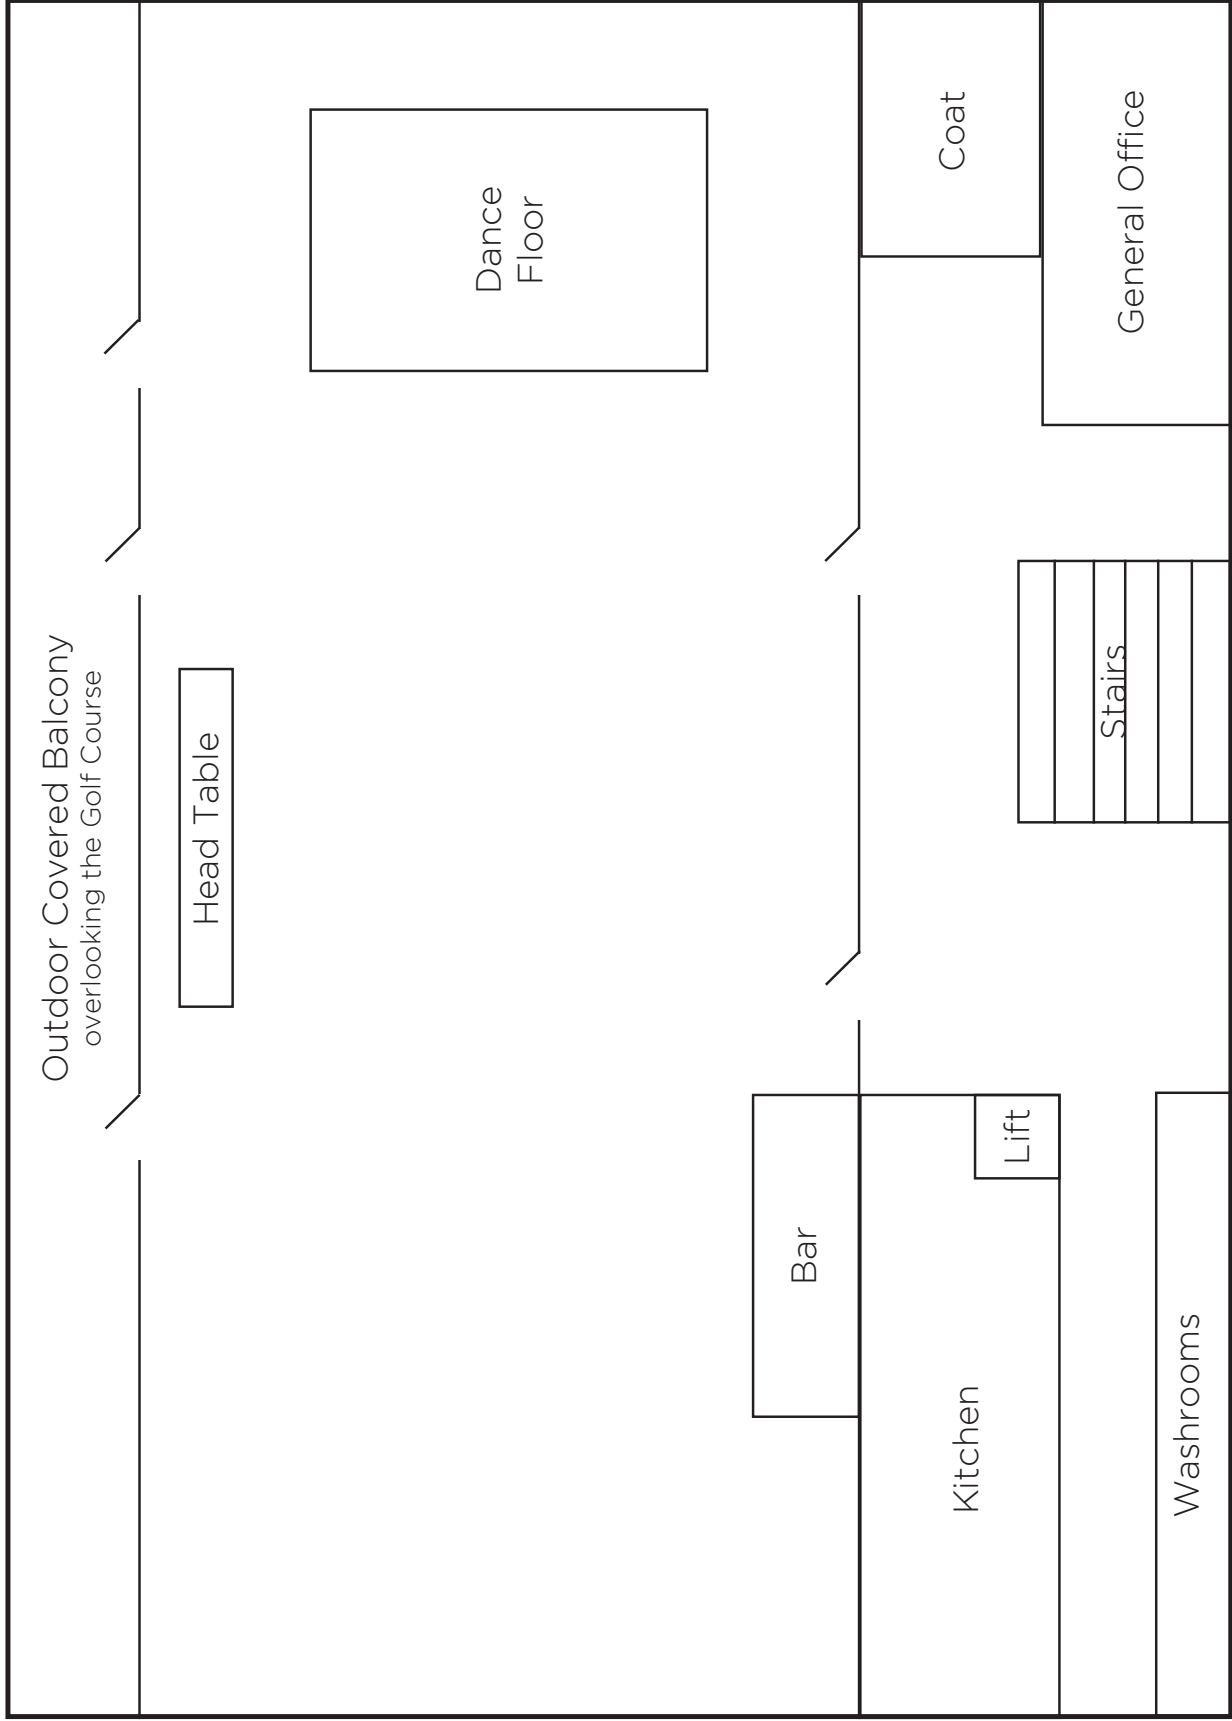 Outdoor Covered Balcony
overlooking the Golf Course
Head Table
Dance
Floor
Bar
Kitchen
Lift
Coat
Washrooms
Stairs
General Office